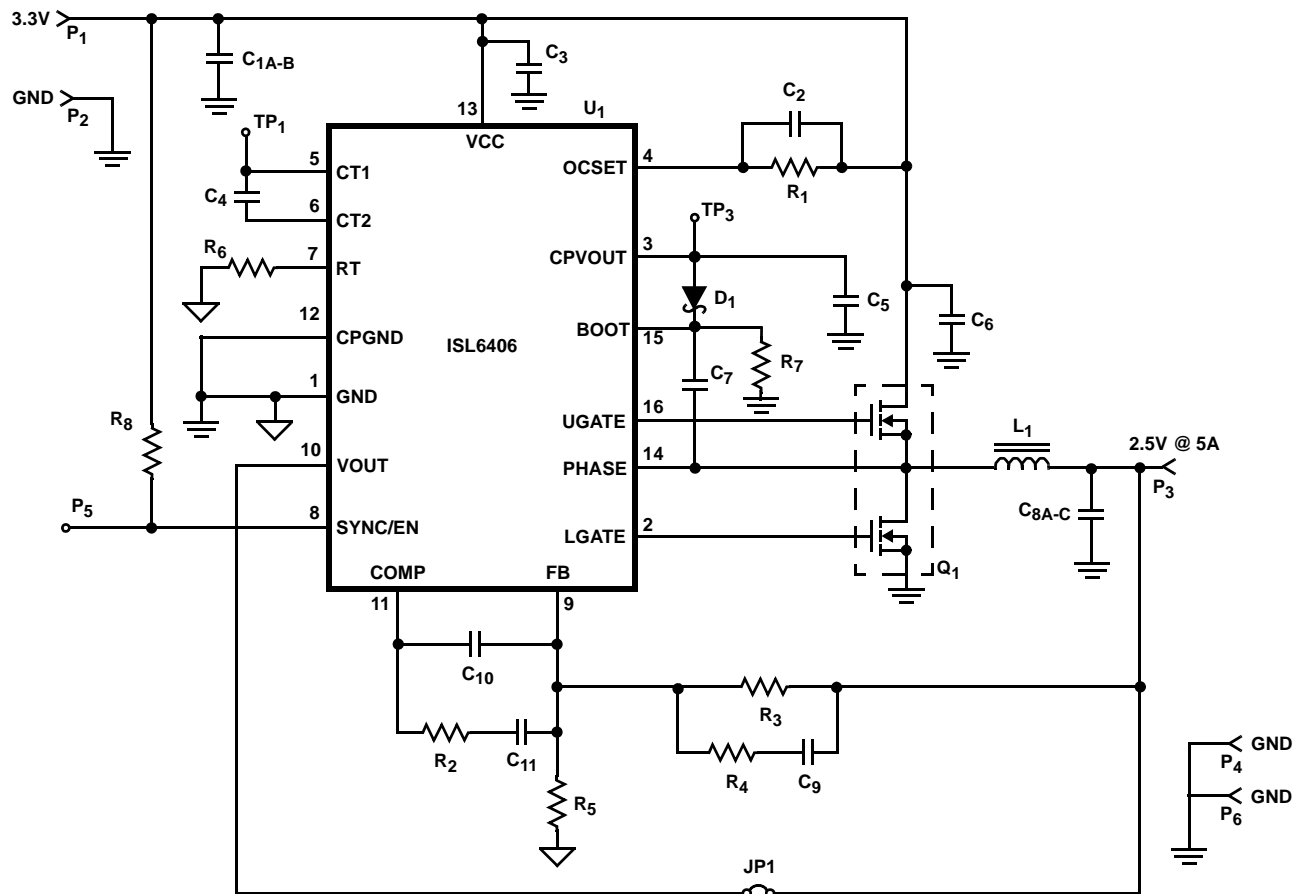 3.3V
P1
GND
P2
C1A-B
C3
13
U1
VCC
TP1
C4
5
CT1
6
CT2
R6
7
RT
12
CPGND
1
GND
10
VOUT
R8
P5
8
SYNC/EN
ISL6406
OCSET
4
C2
R1
TP3
CPVOUT
3
D1
C5
BOOT
15
C7
R7
C6
UGATE
16
PHASE
14
LGATE
2
Q1
L1
2.5V @ 5A
P3
C8A-C
COMP
FB
11
9
C10
R2
C11
R3
R4
C9
R5
GND
P4
GND
P6
JP1